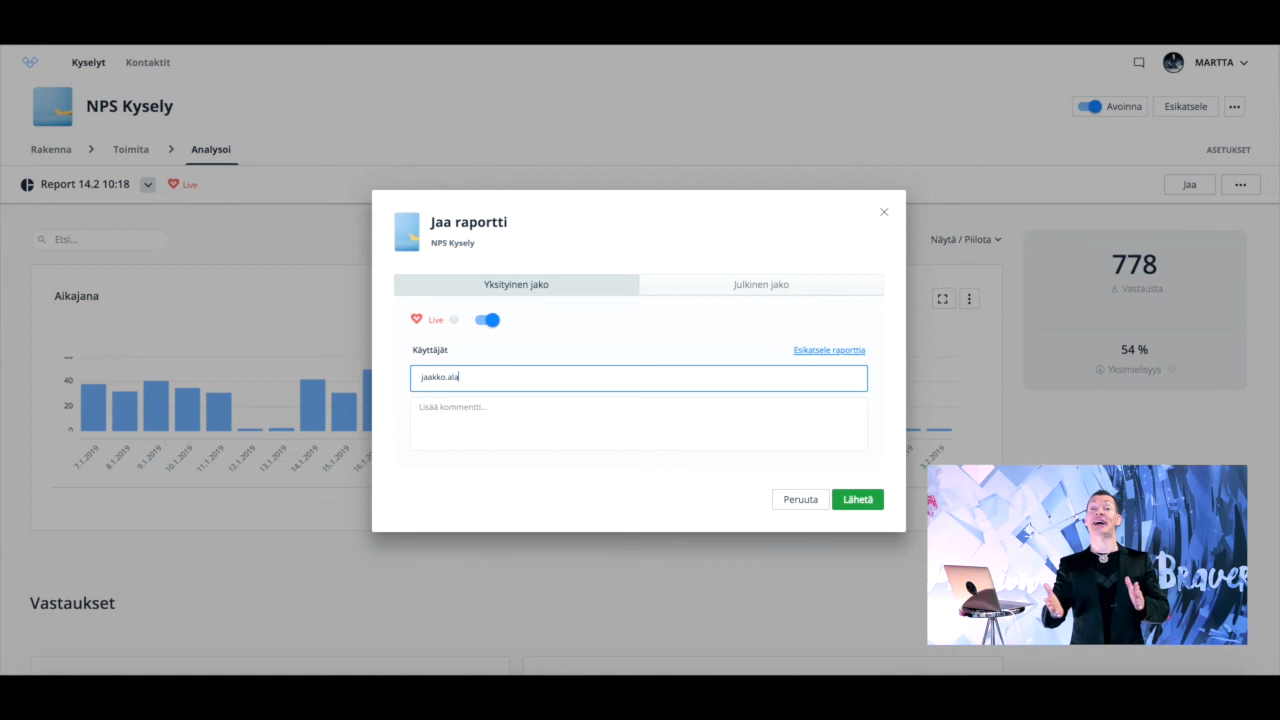 Kyselyt Kontaktit MARTTA
NPS Kysely Avoinna Esikatsele
Rakenna Toimita Analysoi ASETUKSET
Report 14.2 10:18 Live Jaa
Etsi... Näytä / Piilota
Aikajana
40
20
0
7.1.2019 8.1.2019 9.1.2019 10.1.2019 11.1.2019 12.1.2019 13.1.2019 14.1.2019 15.1.2019 3.2.2019
778
Vastausta
54 %
Yksimielisyys
Jaa raportti
NPS Kysely
Yksityinen jako Julkinen jako
Live
Käyttäjät Esikatsele raporttia
jaakko.ala
Lisää kommentti...
Peruuta Lähetä
Vastaukset
Braver